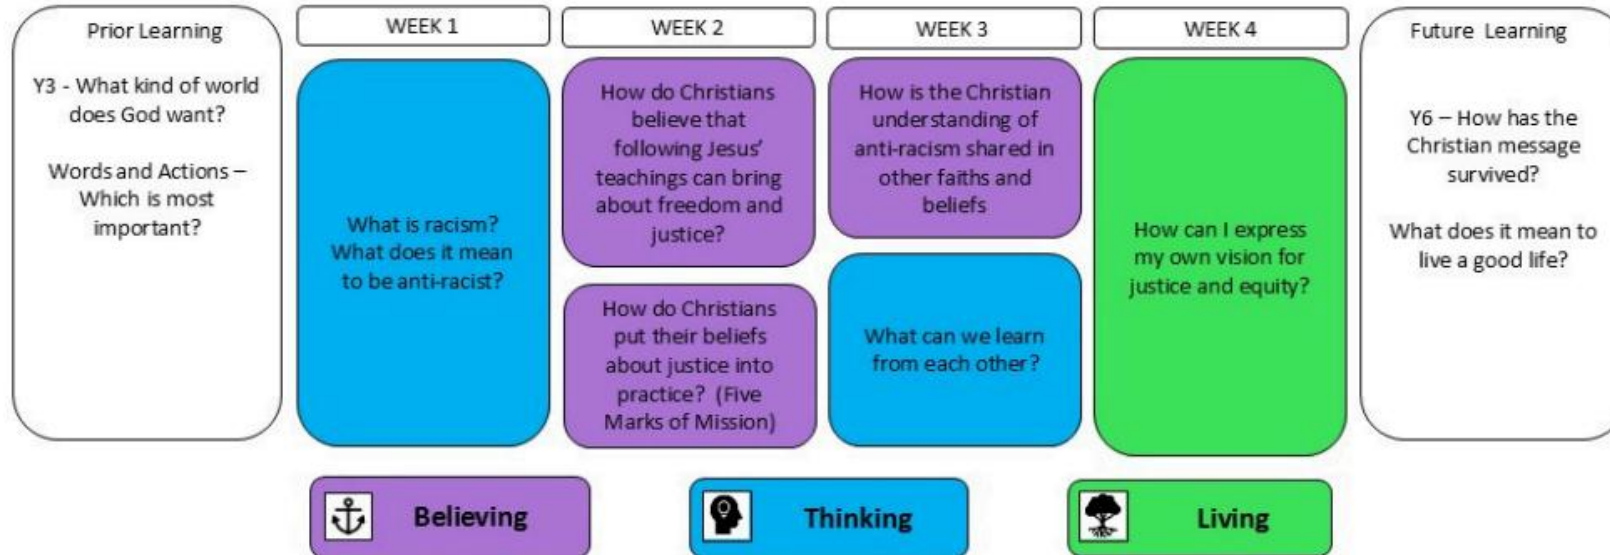 Prior Learning
Y3 - What kind of world
does God want?
Words and Actions –
Which is most
important?
WEEK 1
What is racism?
What does it mean
to be anti-racist?
WEEK 2
How do Christians
believe that
following Jesus'
teachings can bring
about freedom and
justice?
How do Christians
put their beliefs
about justice into
practice? (Five
Marks of Mission)
WEEK 3
How is the Christian
understanding of
anti-racism shared in
other faiths and
beliefs
What can we learn
from each other?
WEEK 4
How can I express
my own vision for
justice and equity?
Future Learning
Y6 – How has the
Christian message
survived?
What does it mean to
live a good life?
Believing
Thinking
Living